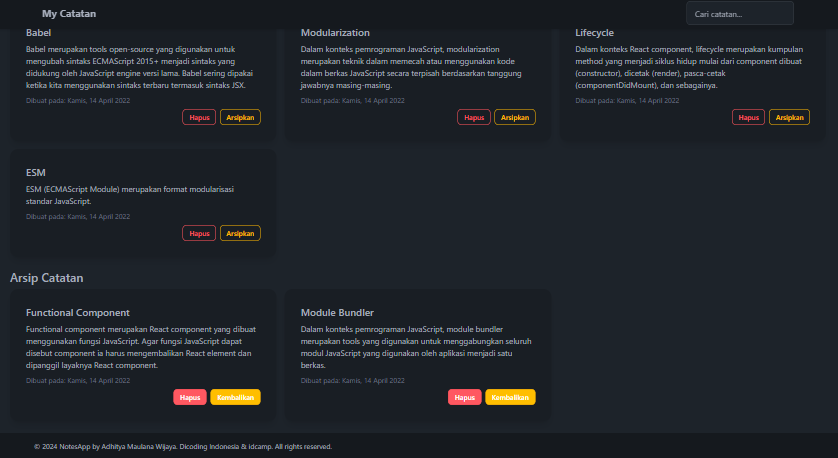 My Catatan
Cari catatan...
Babel
Babel merupakan tools open-source yang digunakan untuk
mengubah sintaks ECMAScript 2015+ menjadi sintaks yang
didukung oleh JavaScript engine versi lama. Babel sering dipakai
ketika kita menggunakan sintaks terbaru termasuk sintaks JSX.
Dibuat pada: Kamis, 14 April 2022
Hapus
Arsipkan
Modularization
Dalam konteks pemrograman JavaScript, modularization
merupakan teknik dalam memecah atau menggunakan kode
dalam berkas JavaScript secara terpisah berdasarkan tanggung
jawabnya masing-masing.
Dibuat pada: Kamis, 14 April 2022
Hapus
Arsipkan
Lifecycle
Dalam konteks React component, lifecycle merupakan kumpulan
method yang menjadi siklus hidup mulai dari component dibuat
(constructor), dicetak (render), pasca-cetak
(componentDidMount), dan sebagainya.
Dibuat pada: Kamis, 14 April 2022
Hapus
Arsipkan
ESM
ESM (ECMAScript Module) merupakan format modularisasi
standar JavaScript.
Dibuat pada: Kamis, 14 April 2022
Hapus
Arsipkan
Arsip Catatan
Functional Component
Functional component merupakan React component yang dibuat
menggunakan fungsi JavaScript. Agar fungsi JavaScript dapat
disebut component ia harus mengembalikan React element dan
dipanggil layaknya React component.
Dibuat pada: Kamis, 14 April 2022
Hapus
Kembalikan
Module Bundler
Dalam konteks pemrograman JavaScript, module bundler
merupakan tools yang digunakan untuk menggabungkan seluruh
modul JavaScript yang digunakan oleh aplikasi menjadi satu
berkas.
Dibuat pada: Kamis, 14 April 2022
Hapus
Kembalikan
© 2024 NotesApp by Adhitya Maulana Wijaya. Dicoding Indonesia & idcamp. All rights reserved.